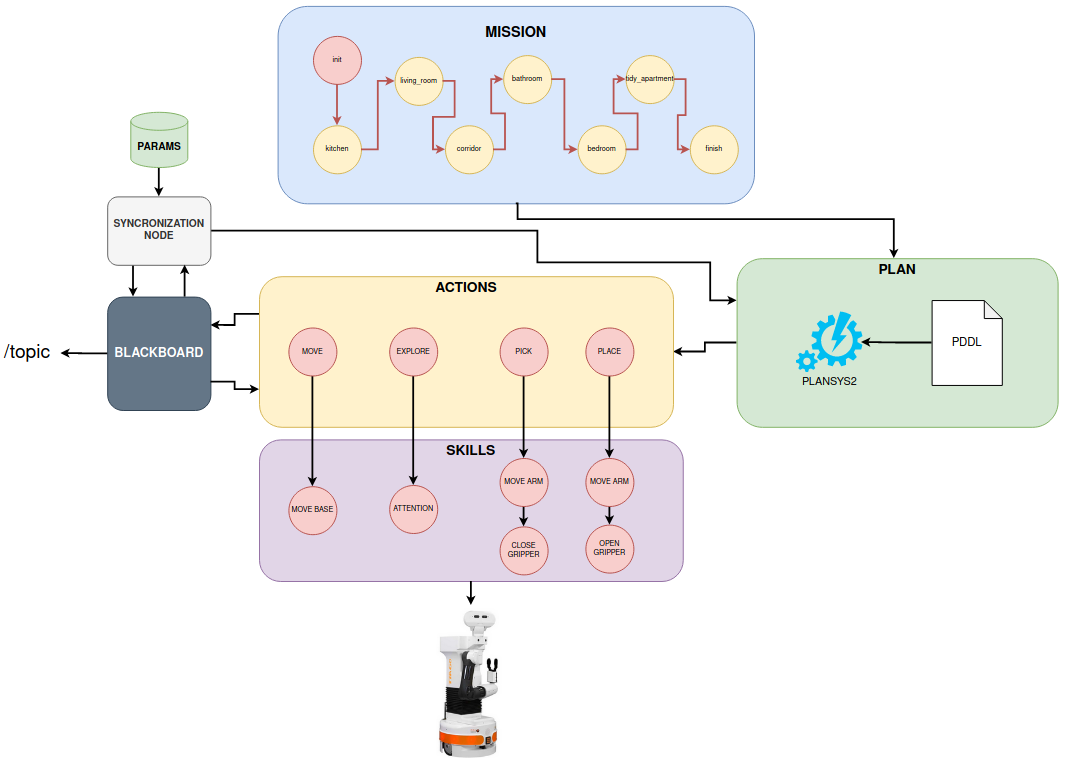 MISSION
init
living_room
bathroom
tidy_apartment
kitchen
corridor
bedroom
finish
PARAMS
SYNCRONIZATION
NODE
PLAN
ACTIONS
/topic
BLACKBOARD
MOVE
EXPLORE
PICK
PLACE
PDDL
PLANSYS2
SKILLS
MOVE BASE
ATTENTION
MOVE ARM
MOVE ARM
CLOSE
GRIPPER
OPEN
GRIPPER